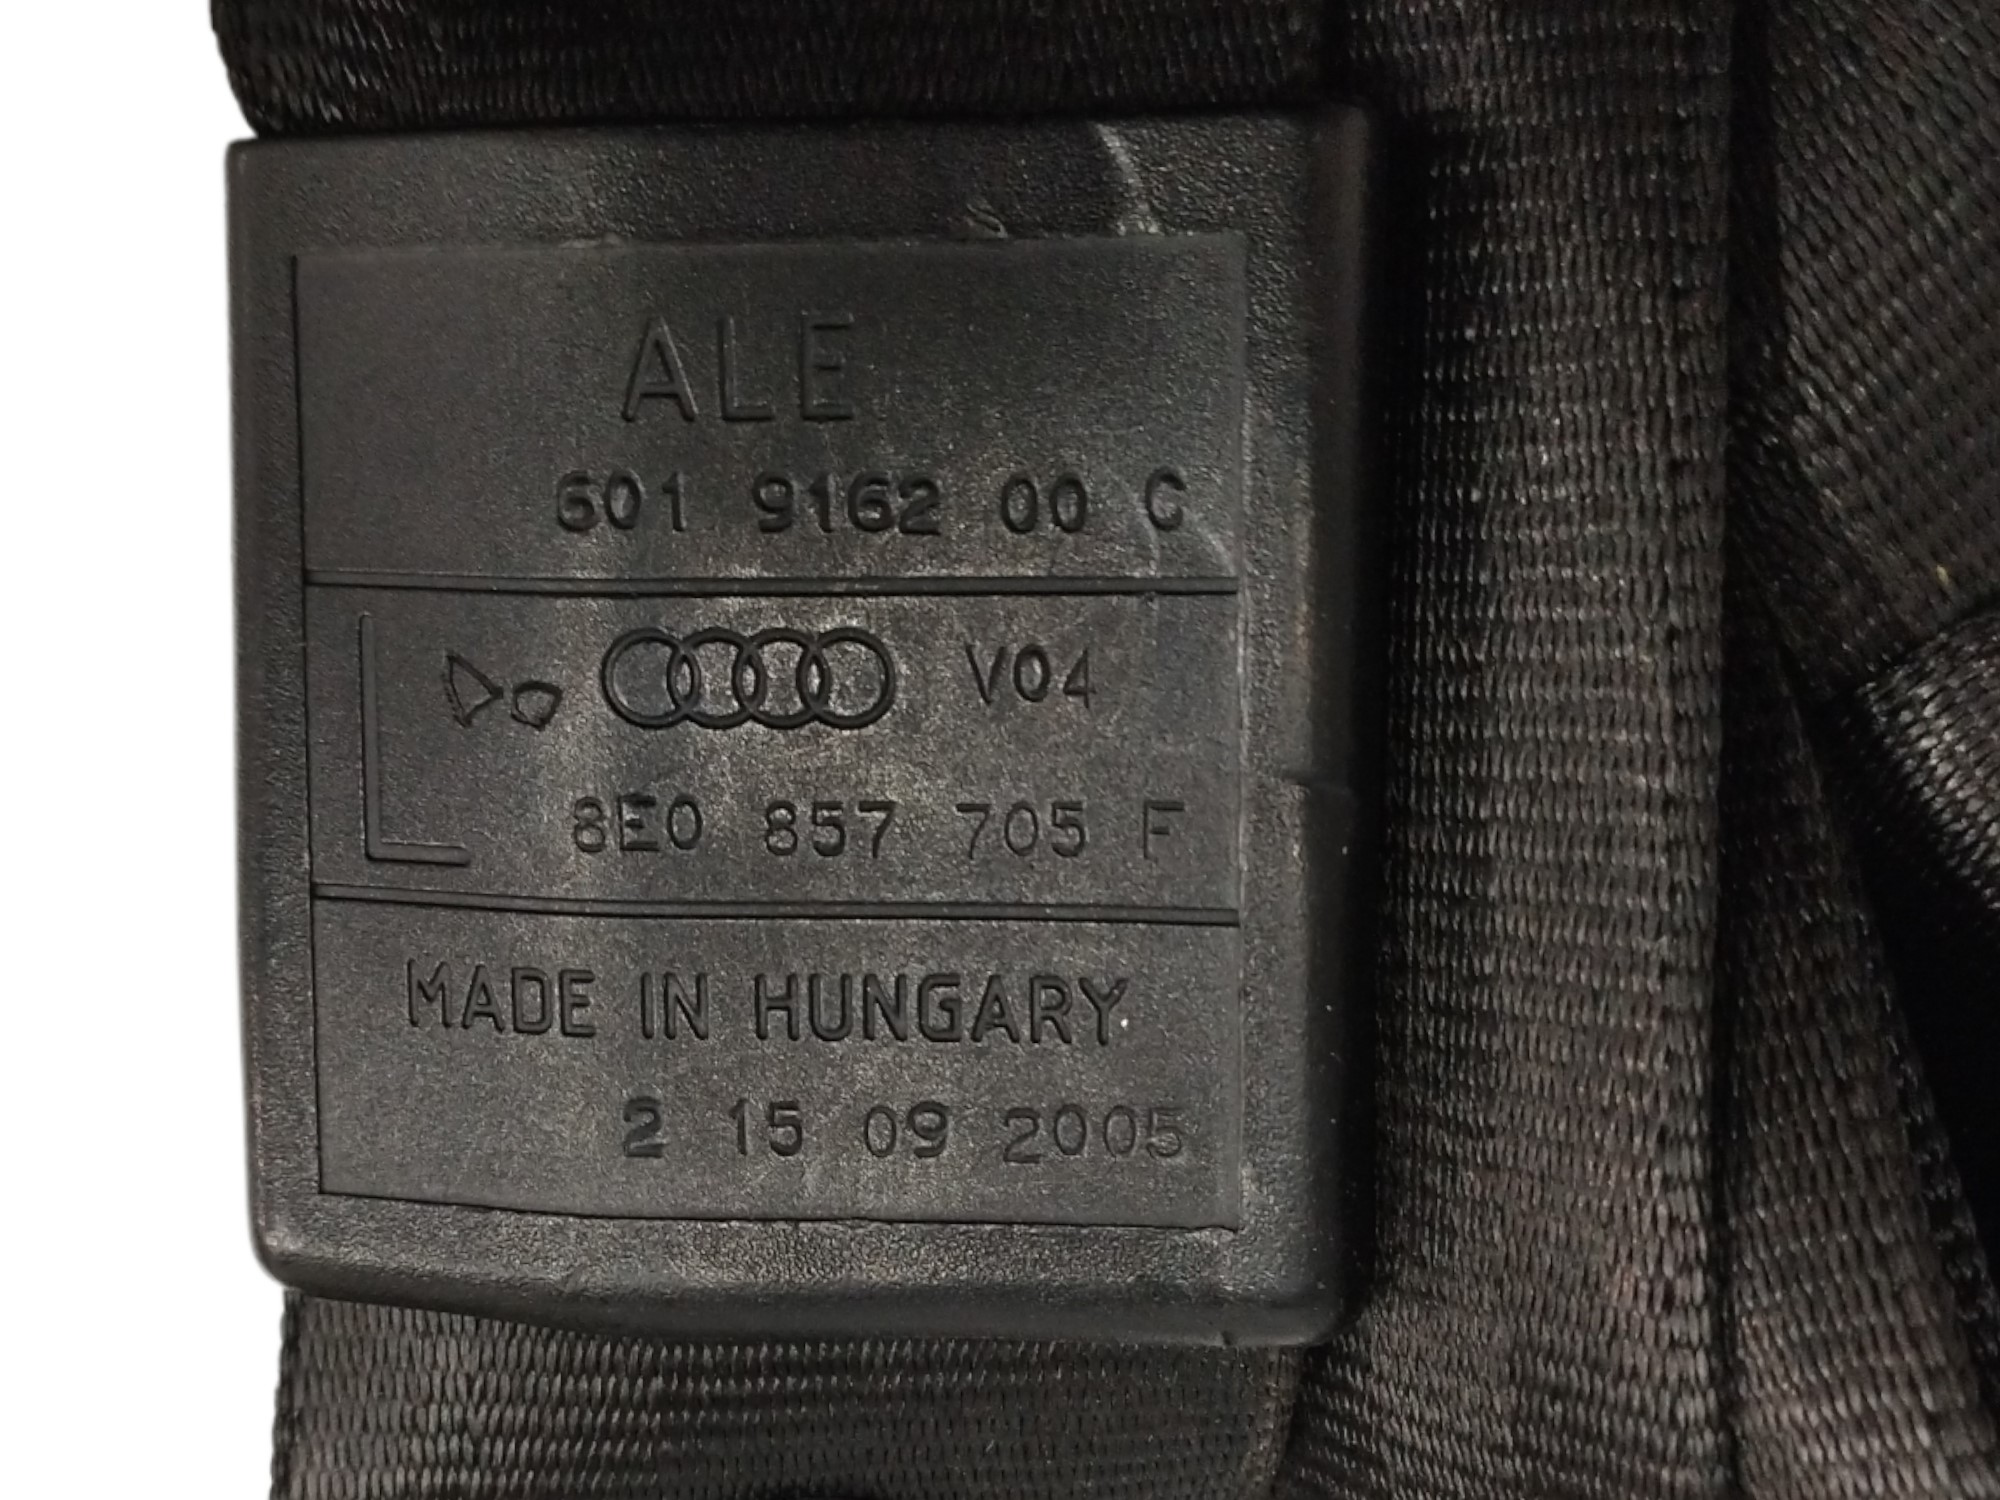 ALE
601 9162 00 C
L V04
8E0 857 705 F
MADE IN HUNGARY
2 15 09 2005